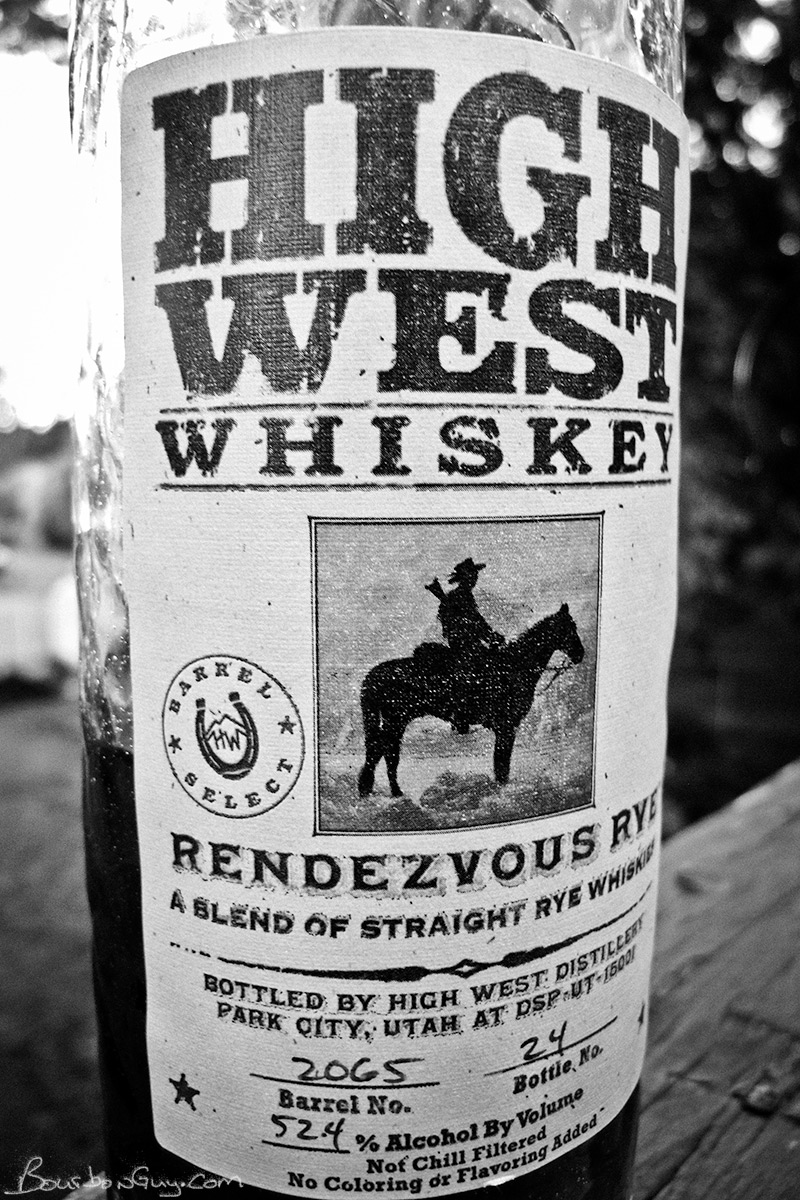 HIGH
WEST
WHISKEY
BARREL
HW
SELECT
RENDEZVOUS RYE
A BLEND OF STRAIGHT RYE WHISKIES
BOTTLED BY HIGH WEST DISTILLERY
PARK CITY, UTAH AT DSP-UT-15001
2065 24
Barrel No. Bottle No.
52.4 % Alcohol By Volume
Not Chill Filtered
No Coloring or Flavoring Added
BourbonGuy.com